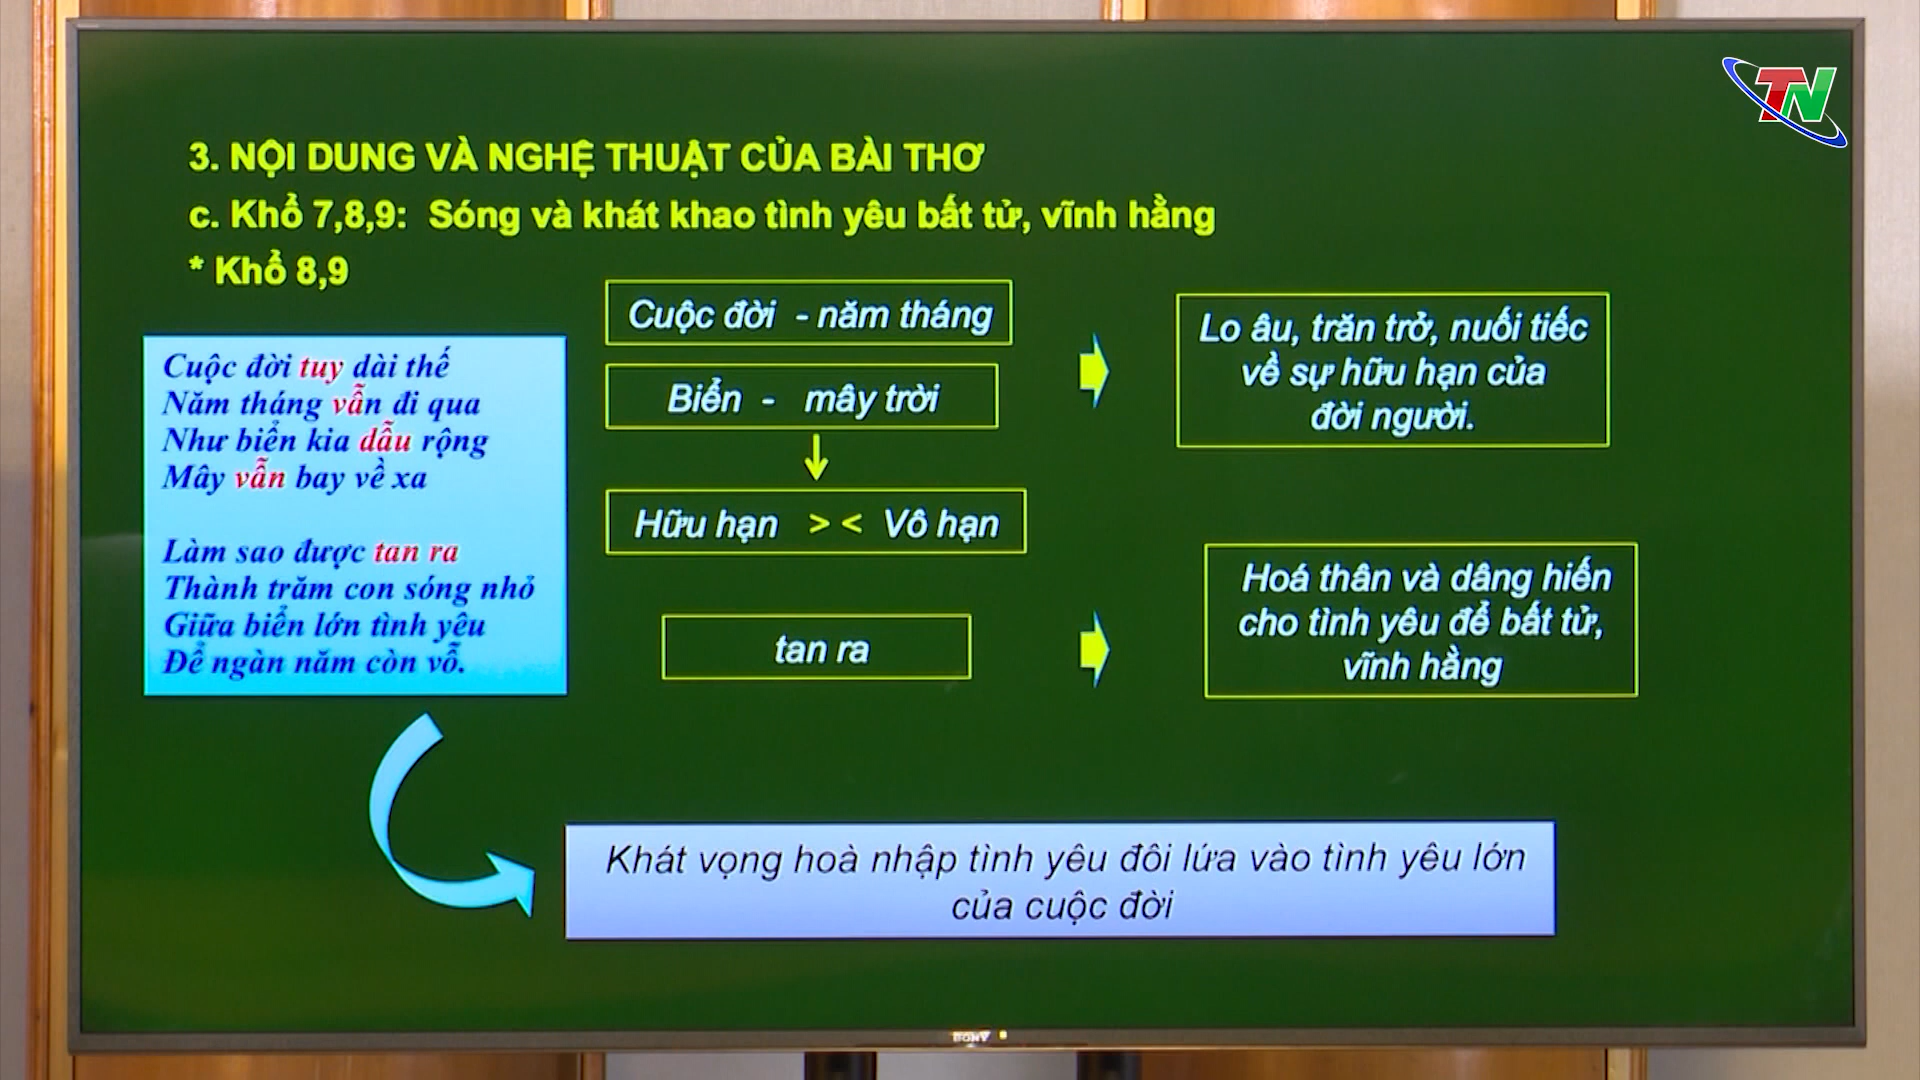 TN
3. NỘI DUNG VÀ NGHỆ THUẬT CỦA BÀI THƠ
c. Khổ 7,8,9: Sóng và khát khao tình yêu bất tử, vĩnh hằng
* Khổ 8,9
Cuộc đời tuy dài thế
Năm tháng vẫn đi qua
Như biển kia dẫu rộng
Mây vẫn bay về xa
Làm sao được tan ra
Thành trăm con sóng nhỏ
Giữa biển lớn tình yêu
Để ngàn năm còn vỗ.
Cuộc đời - năm tháng
Biển - mây trời
Hữu hạn > < Vô hạn
tan ra
Lo âu, trăn trở, nuối tiếc
về sự hữu hạn của
đời người.
Hoá thân và dâng hiến
cho tình yêu để bất tử,
vĩnh hằng
Khát vọng hoà nhập tình yêu đôi lứa vào tình yêu lớn
của cuộc đời
SONY